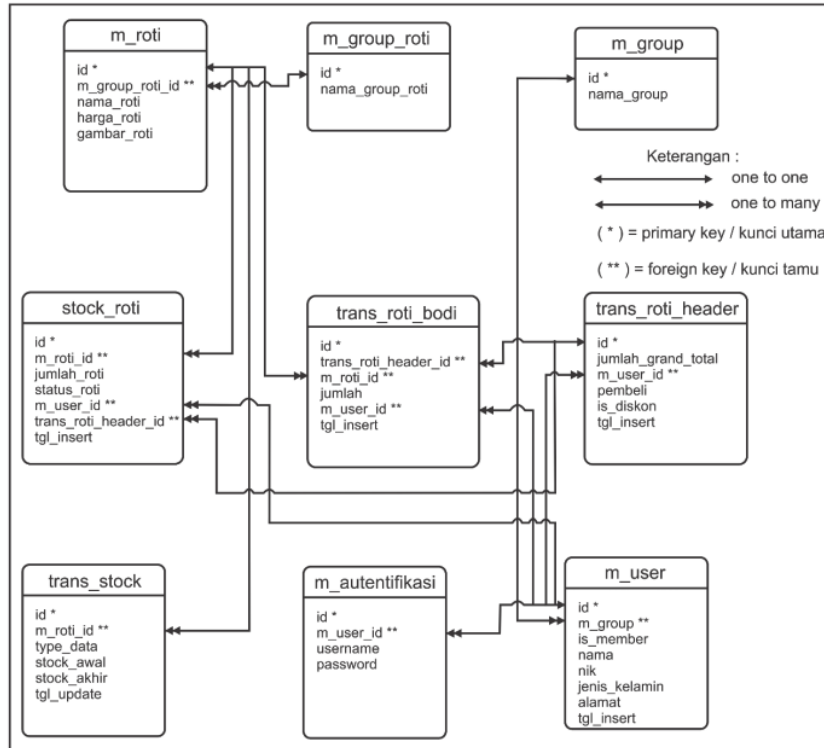 m_roti
id *
m_group_roti_id **
nama_roti
harga_roti
gambar_roti
m_group_roti
id *
nama_group_roti
m_group
id *
nama_group
Keterangan :
one to one
one to many
( * ) = primary key / kunci utama
( ** ) = foreign key / kunci tamu
stock_roti
id *
m_roti_id **
jumlah_roti
status_roti
m_user_id **
trans_roti_header_id **
tgl_insert
trans_roti_bodi
id *
trans_roti_header_id **
m_roti_id **
jumlah
m_user_id **
tgl_insert
trans_roti_header
id *
jumlah_grand_total
m_user_id **
pembeli
is_diskon
tgl_insert
trans_stock
id *
m_roti_id **
type_data
stock_awal
stock_akhir
tgl_update
m_autentifikasi
id *
m_user_id **
username
password
m_user
id *
m_group **
is_member
nama
nik
jenis_kelamin
alamat
tgl_insert